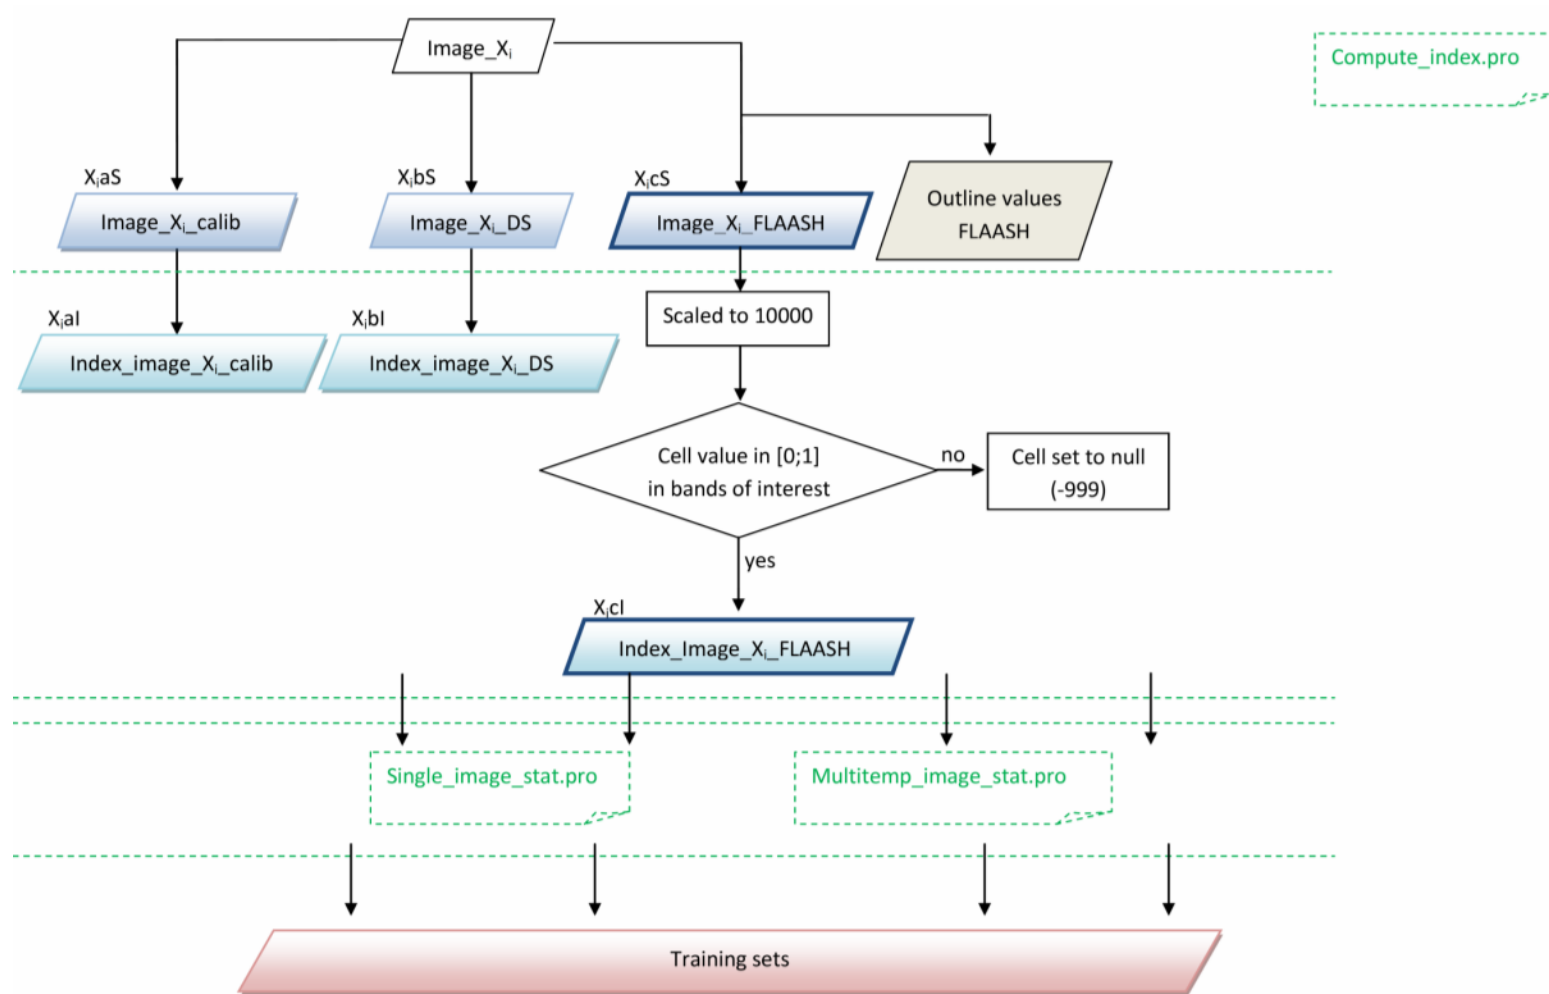 Image_Xᵢ
Compute_index.pro
XᵢaS
XᵢbS
XᵢcS
Image_Xᵢ_calib
Image_Xᵢ_DS
Image_Xᵢ_FLAASH
Outline values
FLAASH
XᵢaI
XᵢbI
Scaled to 10000
Index_image_Xᵢ_calib
Index_image_Xᵢ_DS
Cell value in [0;1]
in bands of interest
no
Cell set to null
(-999)
yes
XᵢcI
Index_Image_Xᵢ_FLAASH
Single_image_stat.pro
Multitemp_image_stat.pro
Training sets